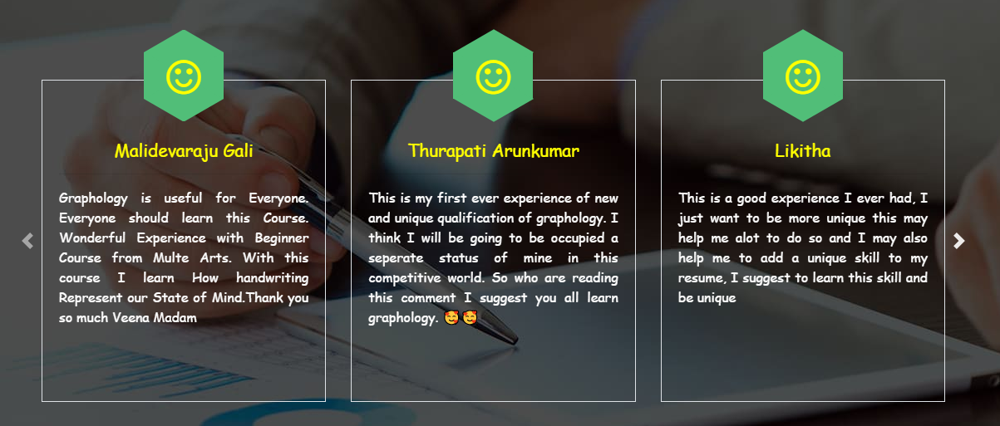 Malidevaraju Gali
Graphology is useful for Everyone.
Everyone should learn this Course.
Wonderful Experience with Beginner
Course from Multe Arts. With this
course I learn How handwriting
Represent our State of Mind.Thank you
so much Veena Madam
Thurapati Arunkumar
This is my first ever experience of new
and unique qualification of graphology. I
think I will be going to be occupied a
seperate status of mine in this
competitive world. So who are reading
this comment I suggest you all learn
graphology. 🥰🥰
Likitha
This is a good experience I ever had, I
just want to be more unique this may
help me alot to do so and I may also
help me to add a unique skill to my
resume, I suggest to learn this skill and
be unique